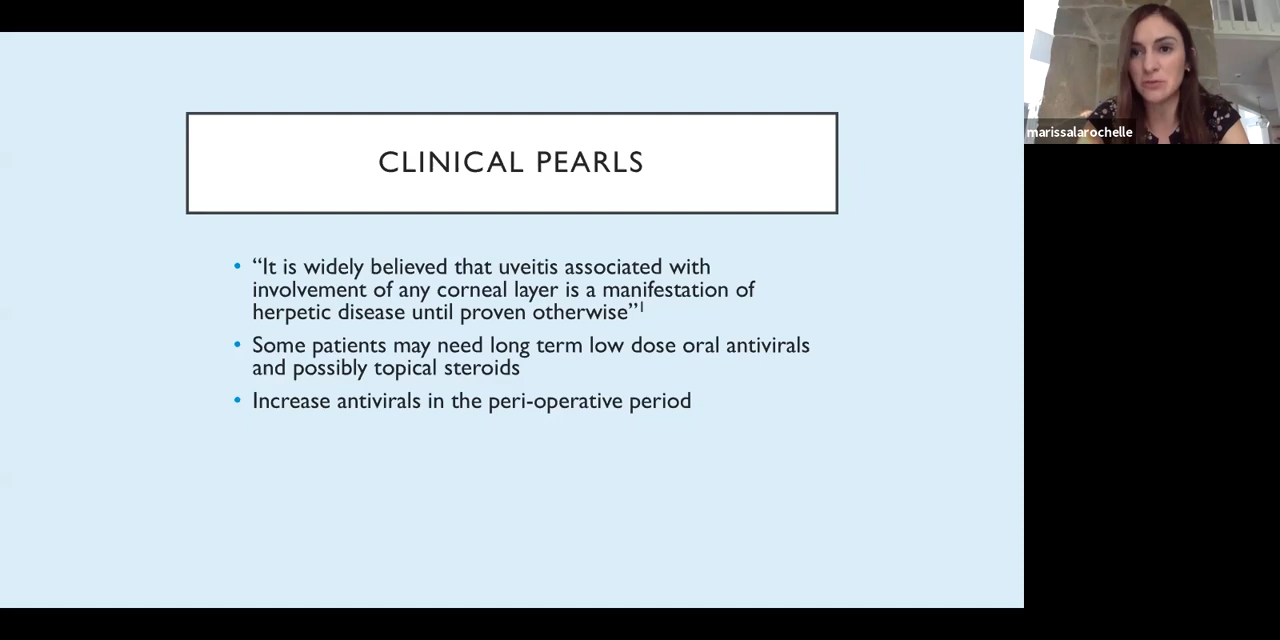 CLINICAL PEARLS
• “It is widely believed that uveitis associated with
involvement of any corneal layer is a manifestation of
herpetic disease until proven otherwise”¹
• Some patients may need long term low dose oral antivirals
and possibly topical steroids
• Increase antivirals in the peri-operative period
marissalarochelle